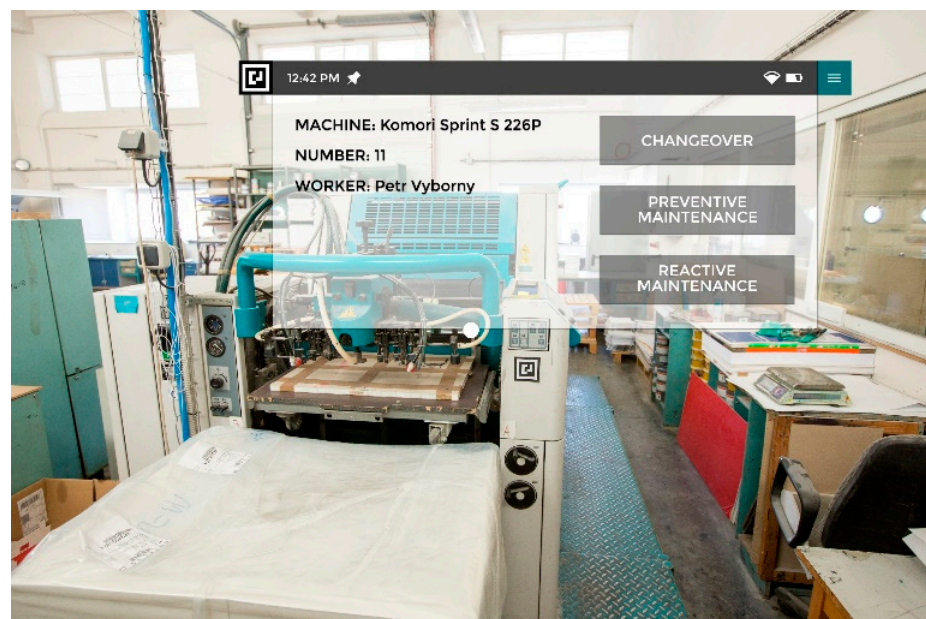 12:42 PM
MACHINE: Komori Sprint S 226P
NUMBER: 11
WORKER: Petr Vyborny
CHANGEOVER
PREVENTIVE
MAINTENANCE
REACTIVE
MAINTENANCE